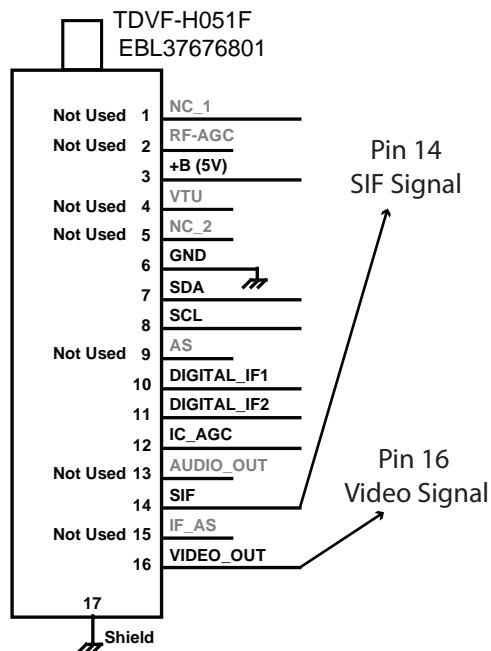 TDVF-H051F
EBL37676801
Not Used 1 NC_1
Not Used 2 RF-AGC
3 +B (5V)
Not Used 4 VTU
Not Used 5 NC_2
6 GND
7 SDA
8 SCL
Not Used 9 AS
10 DIGITAL_IF1
11 DIGITAL_IF2
12 IC_AGC
Not Used 13 AUDIO_OUT
14 SIF
Not Used 15 IF_AS
16 VIDEO_OUT
17
Shield
Pin 14
SIF Signal
Pin 16
Video Signal